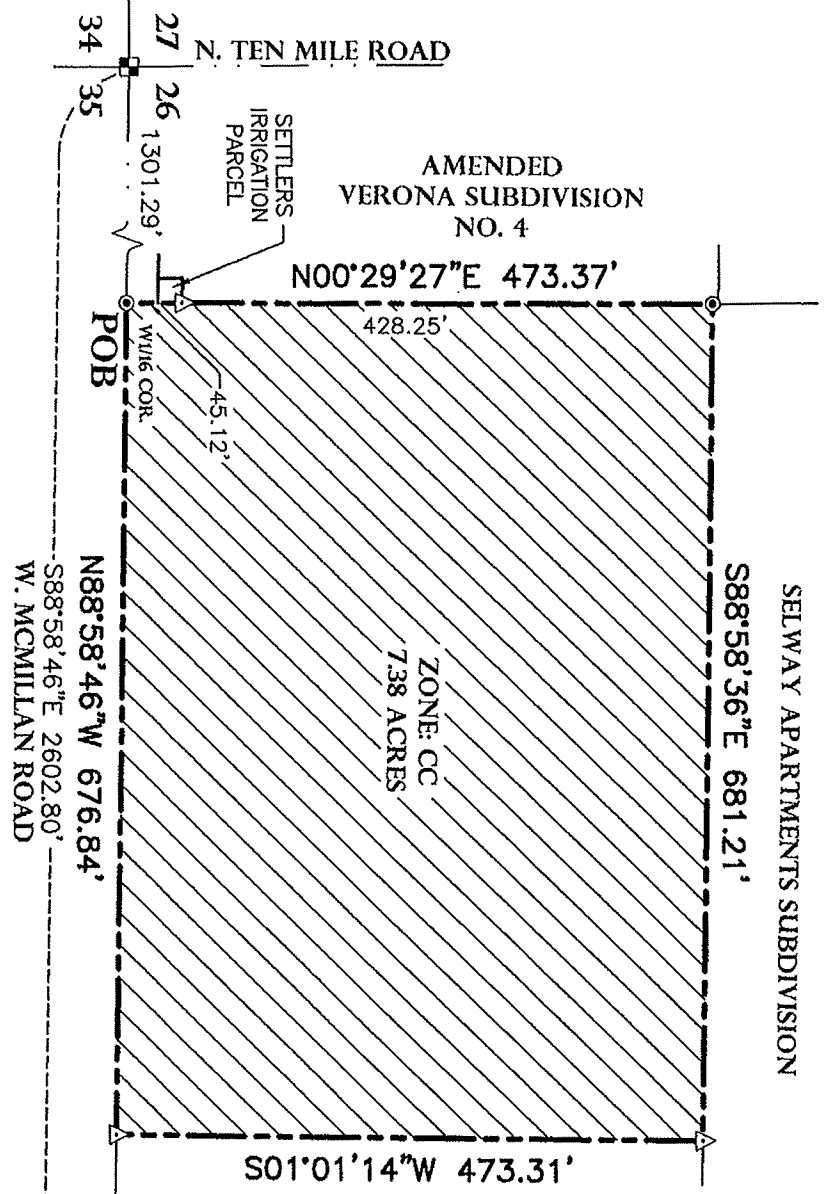 27
26
34
35
N. TEN MILE ROAD
1301.29'
SETTLERS
IRRIGATION
PARCEL
AMENDED
VERONA SUBDIVISION
NO. 4
N00°29'27"E 473.37'
428.25'
45.12'
W1/16 COR.
POB
SELWAY APARTMENTS SUBDIVISION
S88°58'36"E 681.21'
ZONE: CC
7.38 ACRES
N88°58'46"W 676.84'
S88°58'46"E 2602.80'
W. MCMILLAN ROAD
S01°01'14"W 473.31'